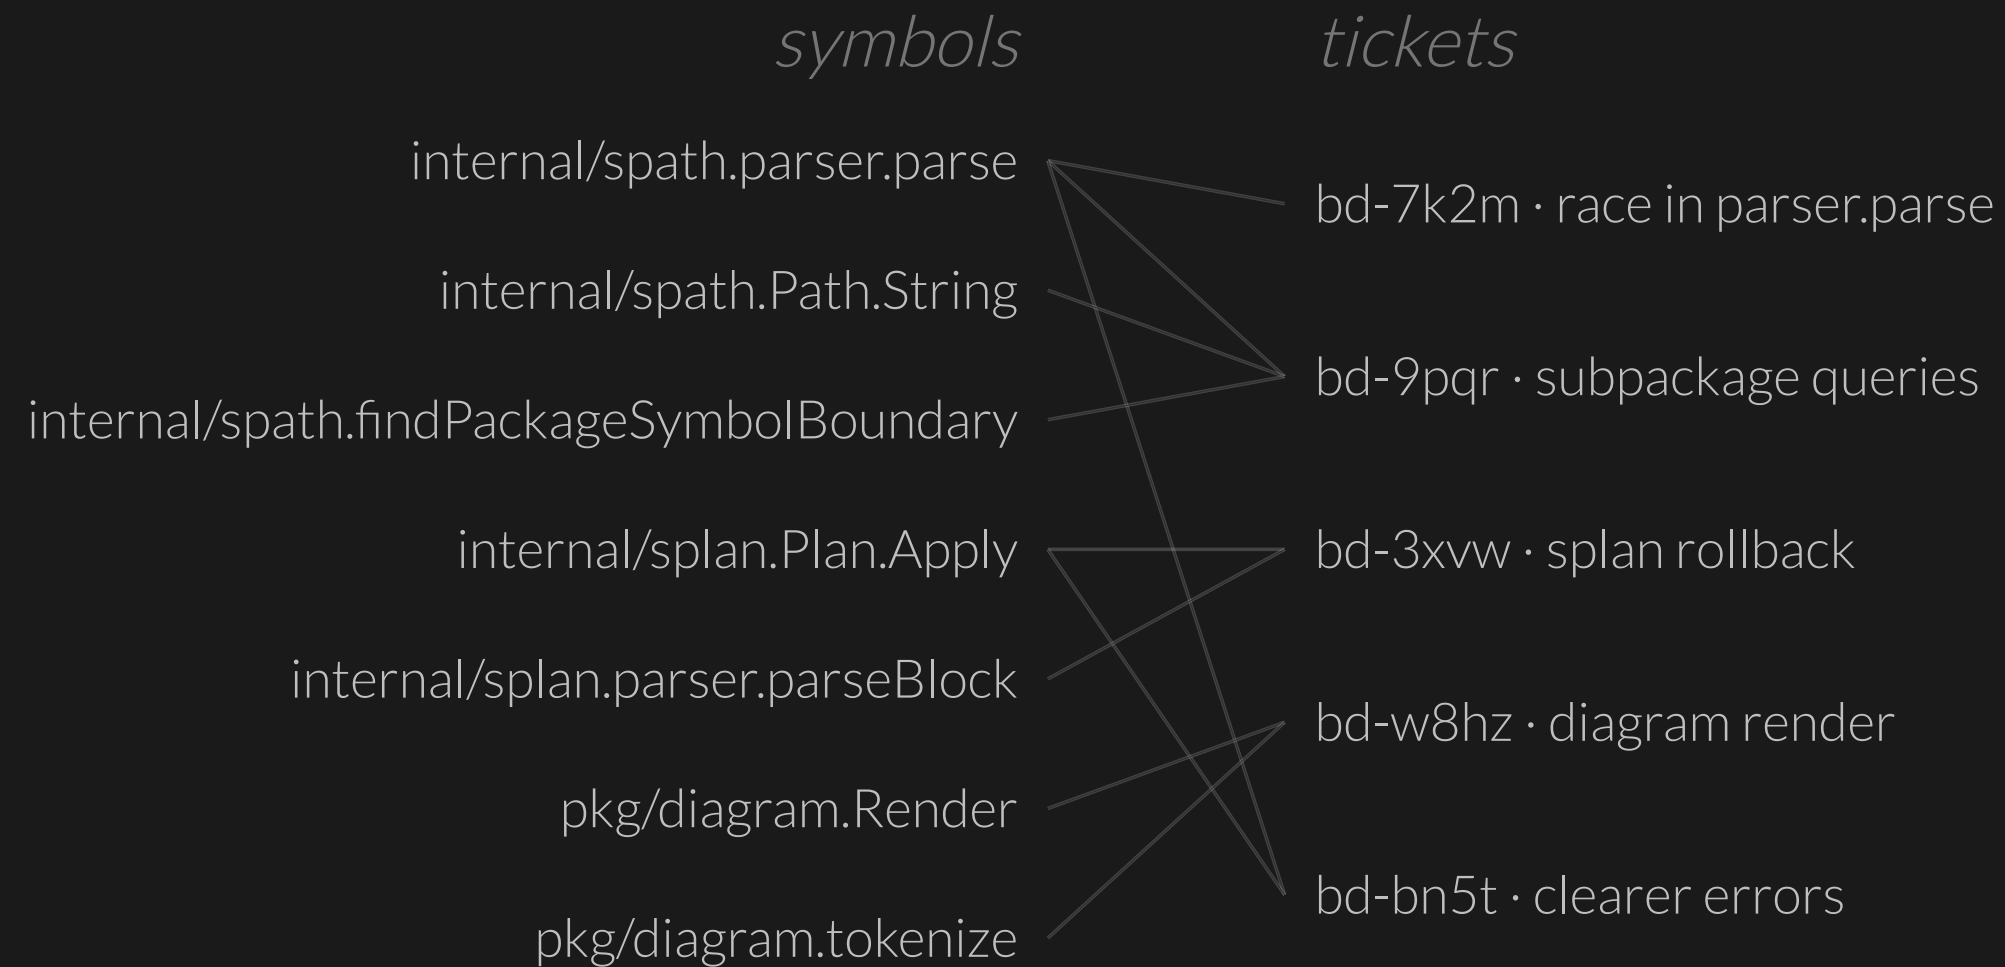 symbols
tickets
internal/spath.parser.parse
internal/spath.Path.String
internal/spath.findPackageSymbolBoundary
internal/splan.Plan.Apply
internal/splan.parser.parseBlock
pkg/diagram.Render
pkg/diagram.tokenize
bd-7k2m · race in parser.parse
bd-9pqr · subpackage queries
bd-3xvw · splan rollback
bd-w8hz · diagram render
bd-bn5t · clearer errors